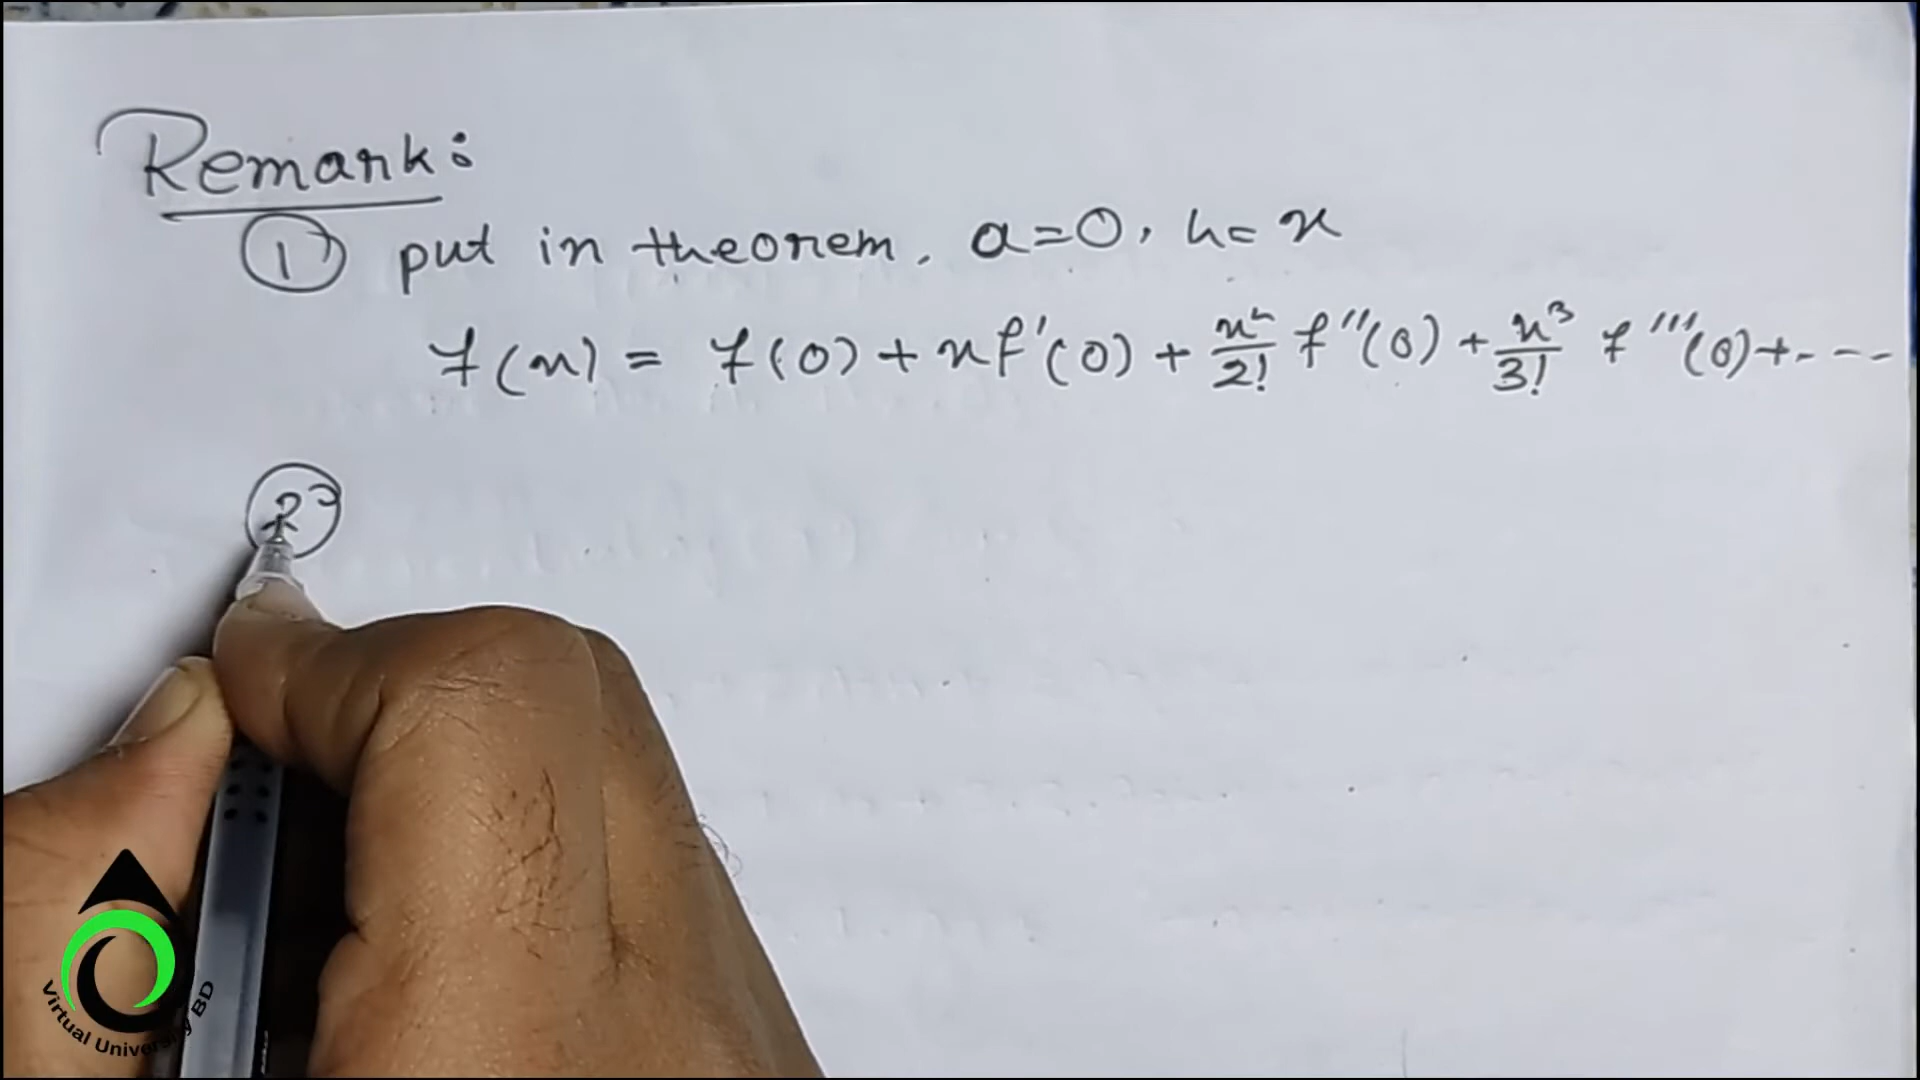 Remark:
① put in theorem, a=0, h=x
f(x) = f(0) + xf'(0) + x²/2! f''(0) + x³/3! f'''(0)+----
②
Virtual University BD